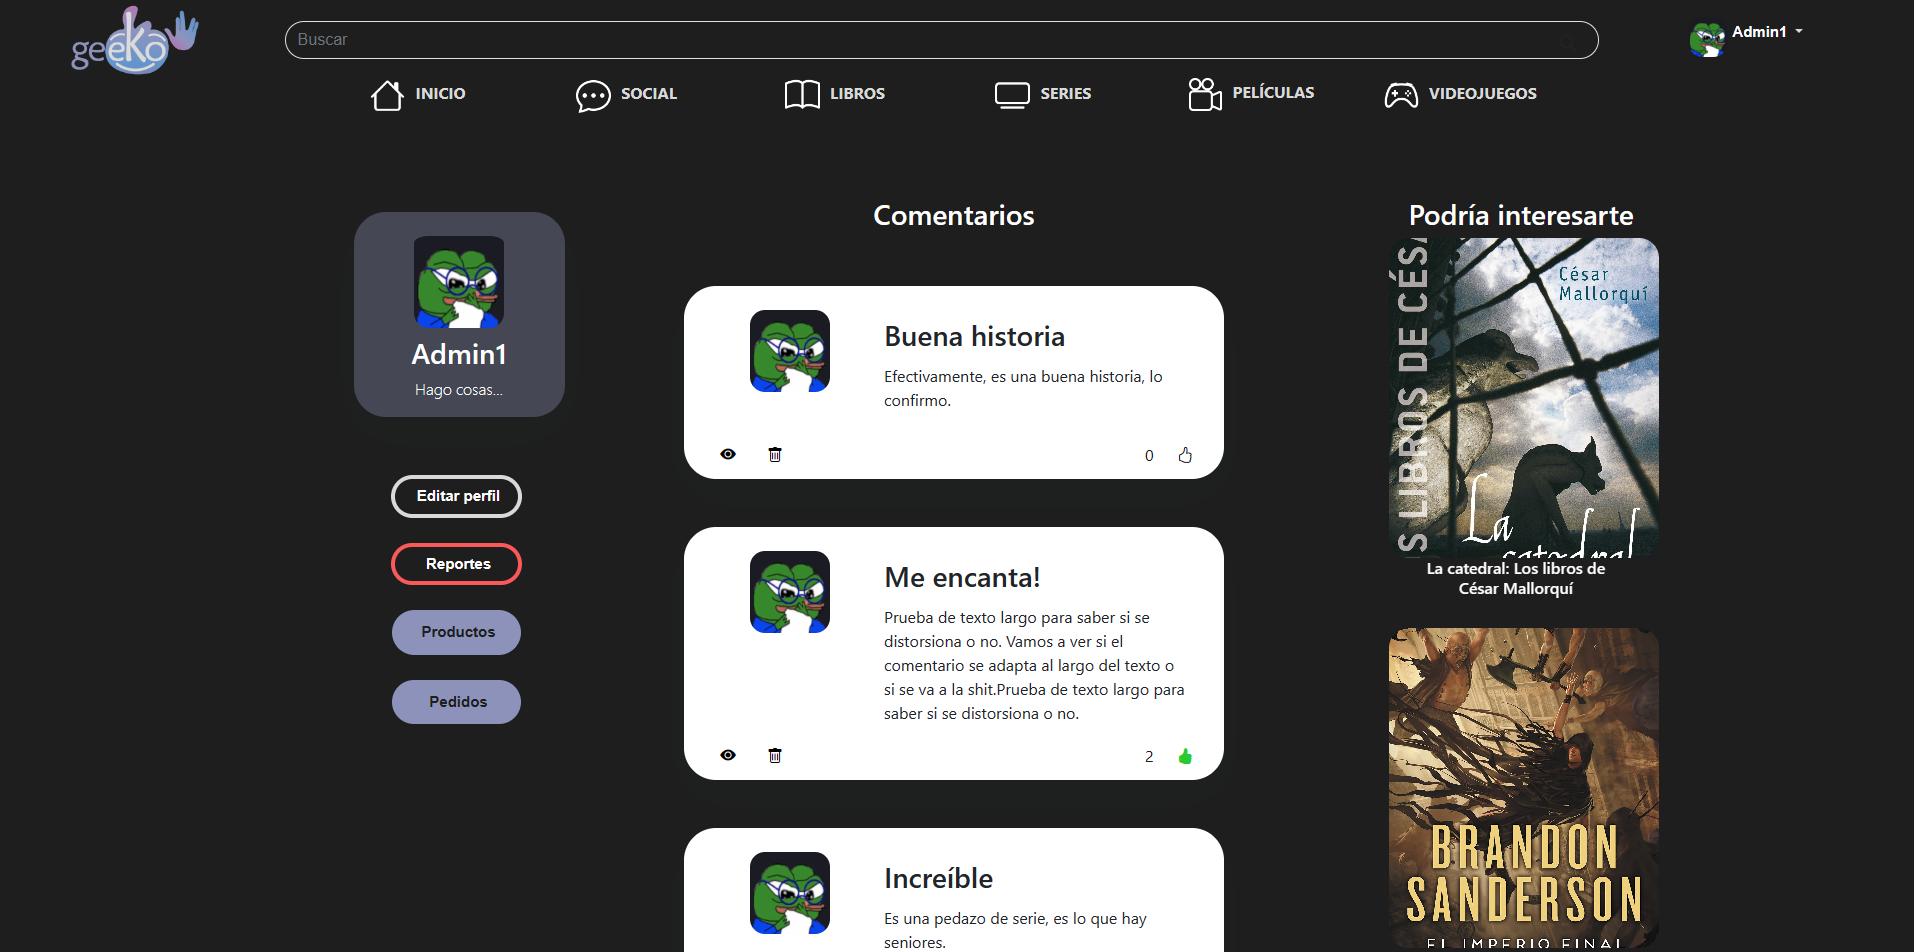 geeko
Buscar
Admin1
INICIO
SOCIAL
LIBROS
SERIES
PELÍCULAS
VIDEOJUEGOS
Admin1
Hago cosas...
Editar perfil
Reportes
Productos
Pedidos
Comentarios
Buena historia
Efectivamente, es una buena historia, lo
confirmo.
0
Me encanta!
Prueba de texto largo para saber si se
distorsiona o no. Vamos a ver si el
comentario se adapta al largo del texto o
si se va a la shit.Prueba de texto largo para
saber si se distorsiona o no.
2
Increíble
Es una pedazo de serie, es lo que hay
seniores.
Podría interesarte
S LIBROS DE CÉSA
César
Mallorquí
La
catedral
La catedral: Los libros de
César Mallorquí
BRANDON
SANDERSON
EL IMPERIO FINAL